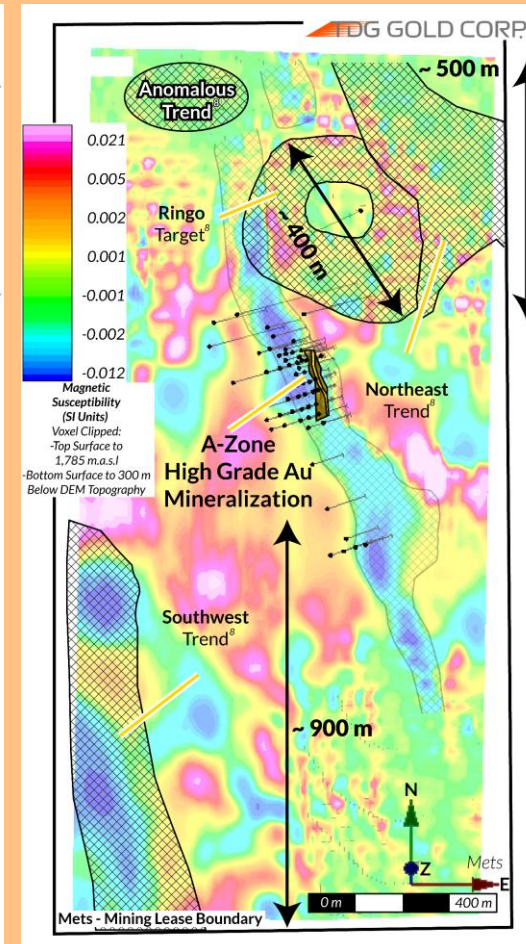 TDG GOLD CORP.
~ 500 m
Anomalous
Trend⁸
0.021
0.005
0.002
0.001
-0.001
-0.002
-0.012
Magnetic
Susceptibility
(SI Units)
Voxel Clipped:
-Top Surface to
1,785 m.a.s.l
-Bottom Surface to 300 m
Below DEM Topography
Ringo
Target⁸
~400 m
Northeast
Trend⁸
A-Zone
High Grade Au
Mineralization
Southwest
Trend⁸
~ 900 m
N
Z
E
Mets
0 m 400 m
Mets - Mining Lease Boundary